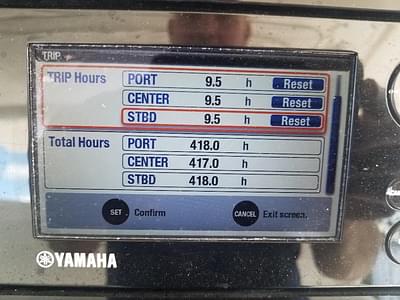 TRIP
TRIP Hours PORT 9.5 h Reset
CENTER 9.5 h Reset
STBD 9.5 h Reset
Total Hours PORT 418.0 h
CENTER 417.0 h
STBD 418.0 h
SET Confirm CANCEL Exit screen.
YAMAHA